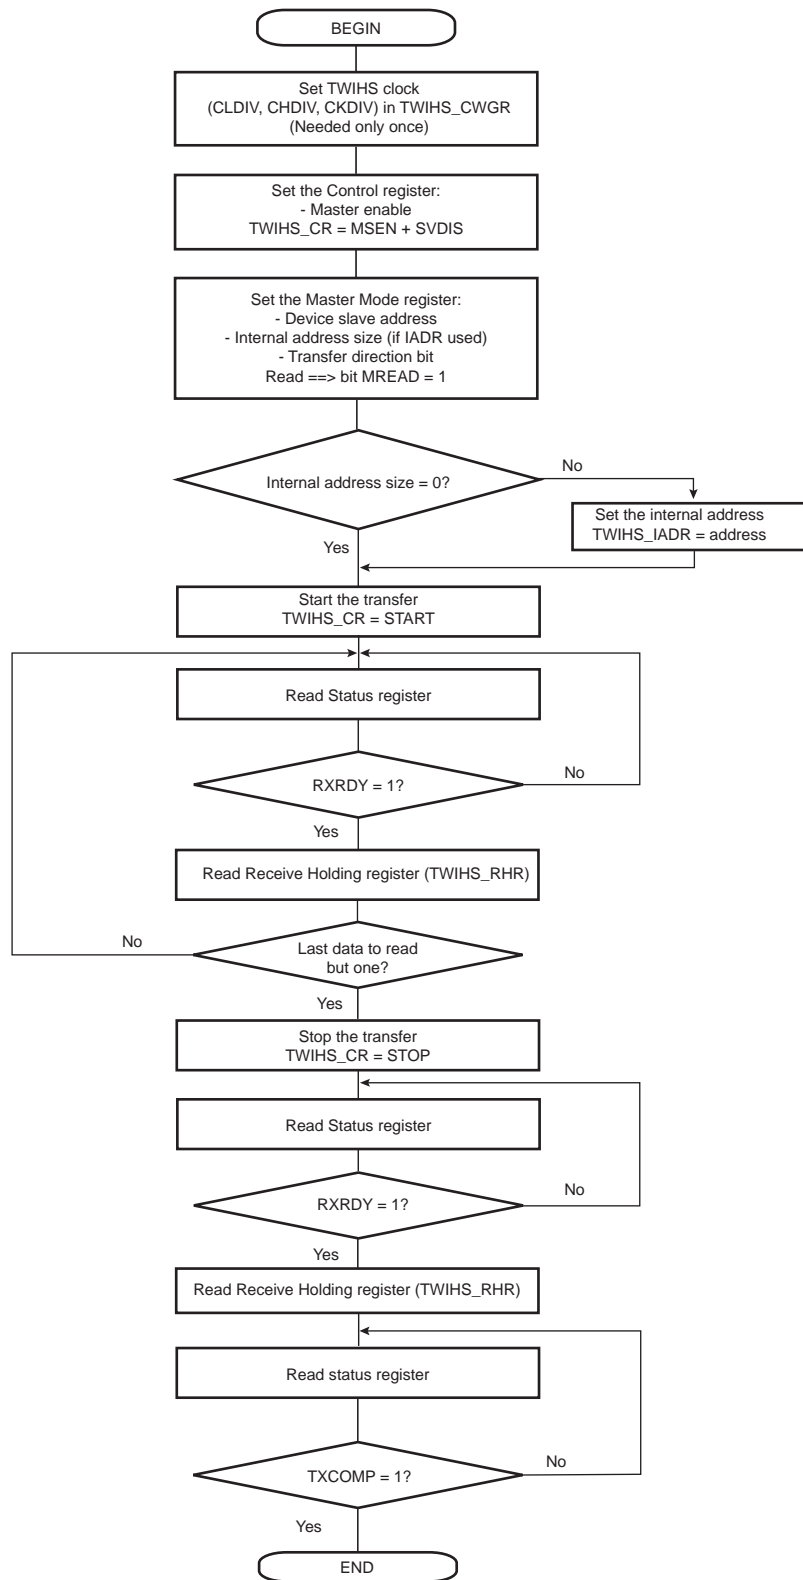 BEGIN
Set TWIHS clock
(CLDIV, CHDIV, CKDIV) in TWIHS_CWGR
(Needed only once)
Set the Control register:
- Master enable
TWIHS_CR = MSEN + SVDIS
Set the Master Mode register:
- Device slave address
- Internal address size (if IADR used)
- Transfer direction bit
Read ==> bit MREAD = 1
Internal address size = 0?
No
Set the internal address
TWIHS_IADR = address
Yes
Start the transfer
TWIHS_CR = START
Read Status register
RXRDY = 1?
No
Yes
Read Receive Holding register (TWIHS_RHR)
No
Last data to read
but one?
Yes
Stop the transfer
TWIHS_CR = STOP
Read Status register
RXRDY = 1?
No
Yes
Read Receive Holding register (TWIHS_RHR)
Read status register
TXCOMP = 1?
No
Yes
END